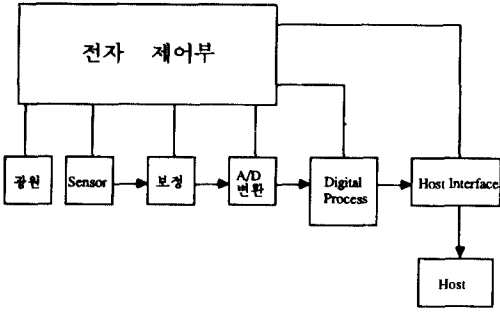 전자 제어부
광원
Sensor
보정
A/D
변환
Digital
Process
Host Interface
Host